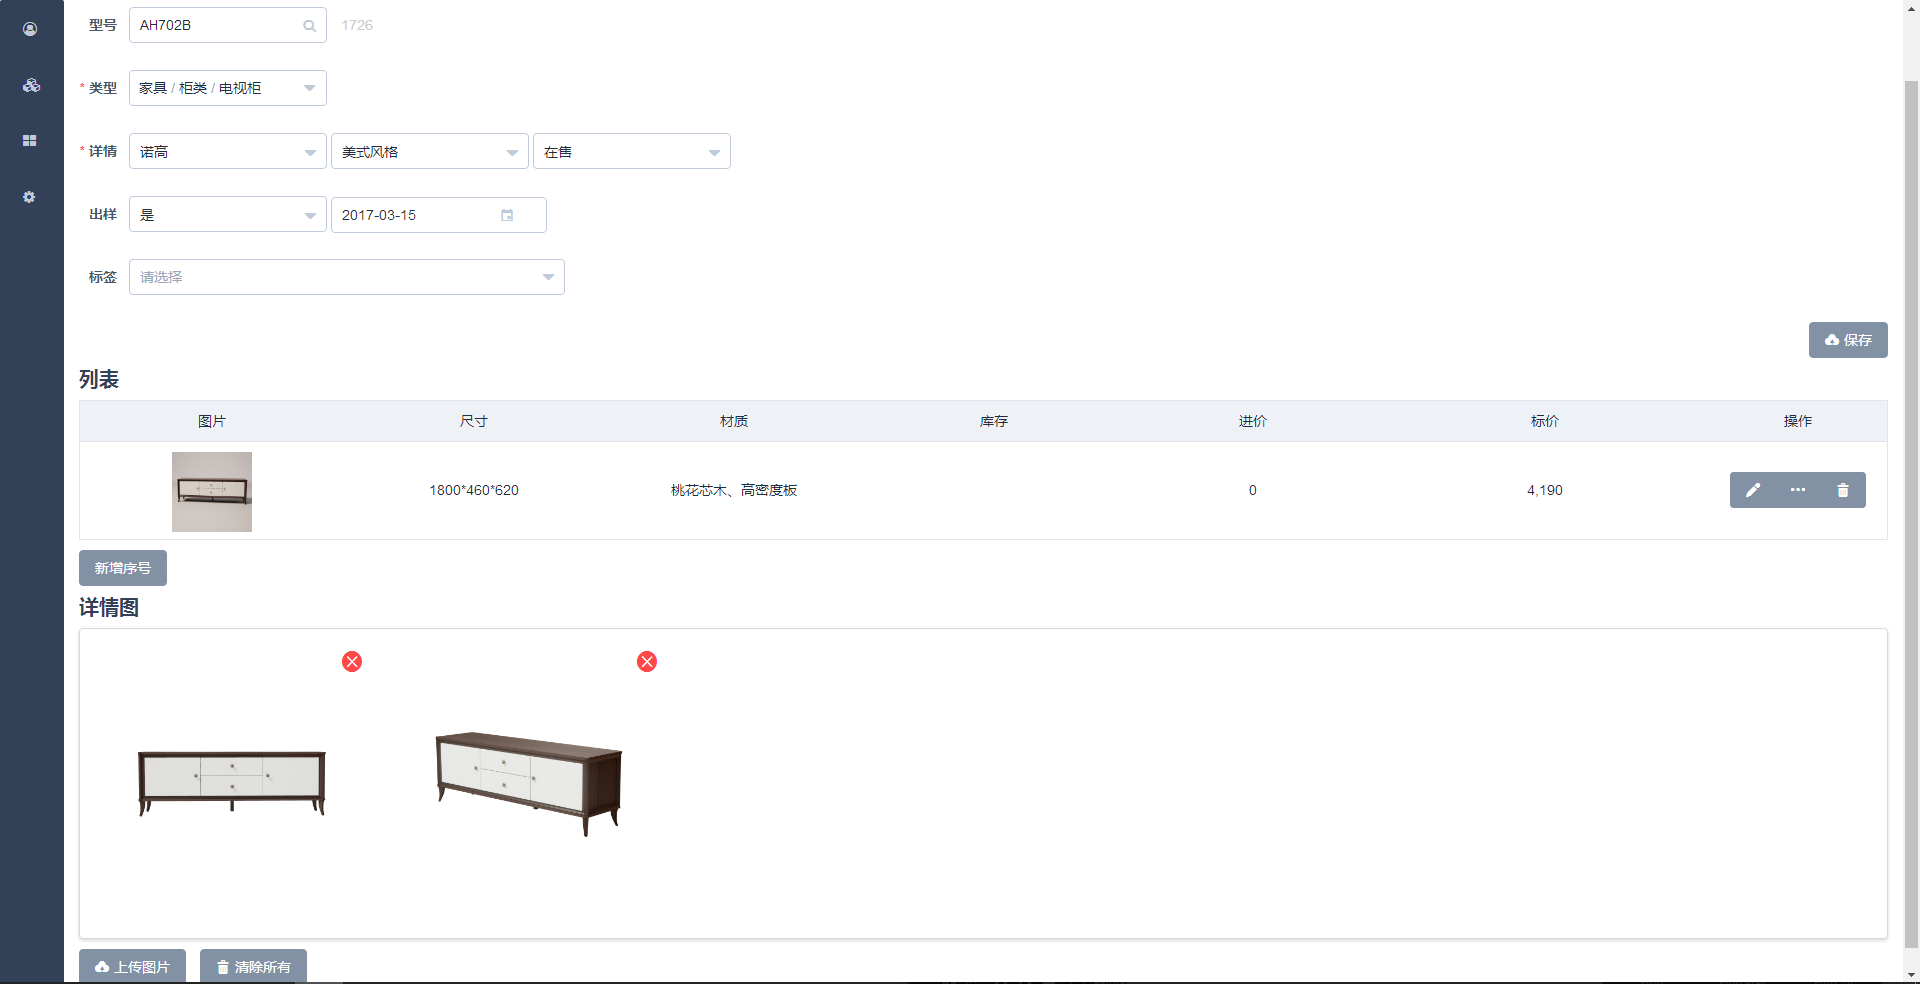 型号 AH702B 1726
* 类型 家具 / 柜类 / 电视柜
* 详情 诺高 美式风格 在售
出样 是 2017-03-15
标签 请选择
保存
列表
图片 尺寸 材质 库存 进价 标价 操作
1800*460*620 桃花芯木、高密度板 0 4,190
新增序号
详情图
上传图片 清除所有